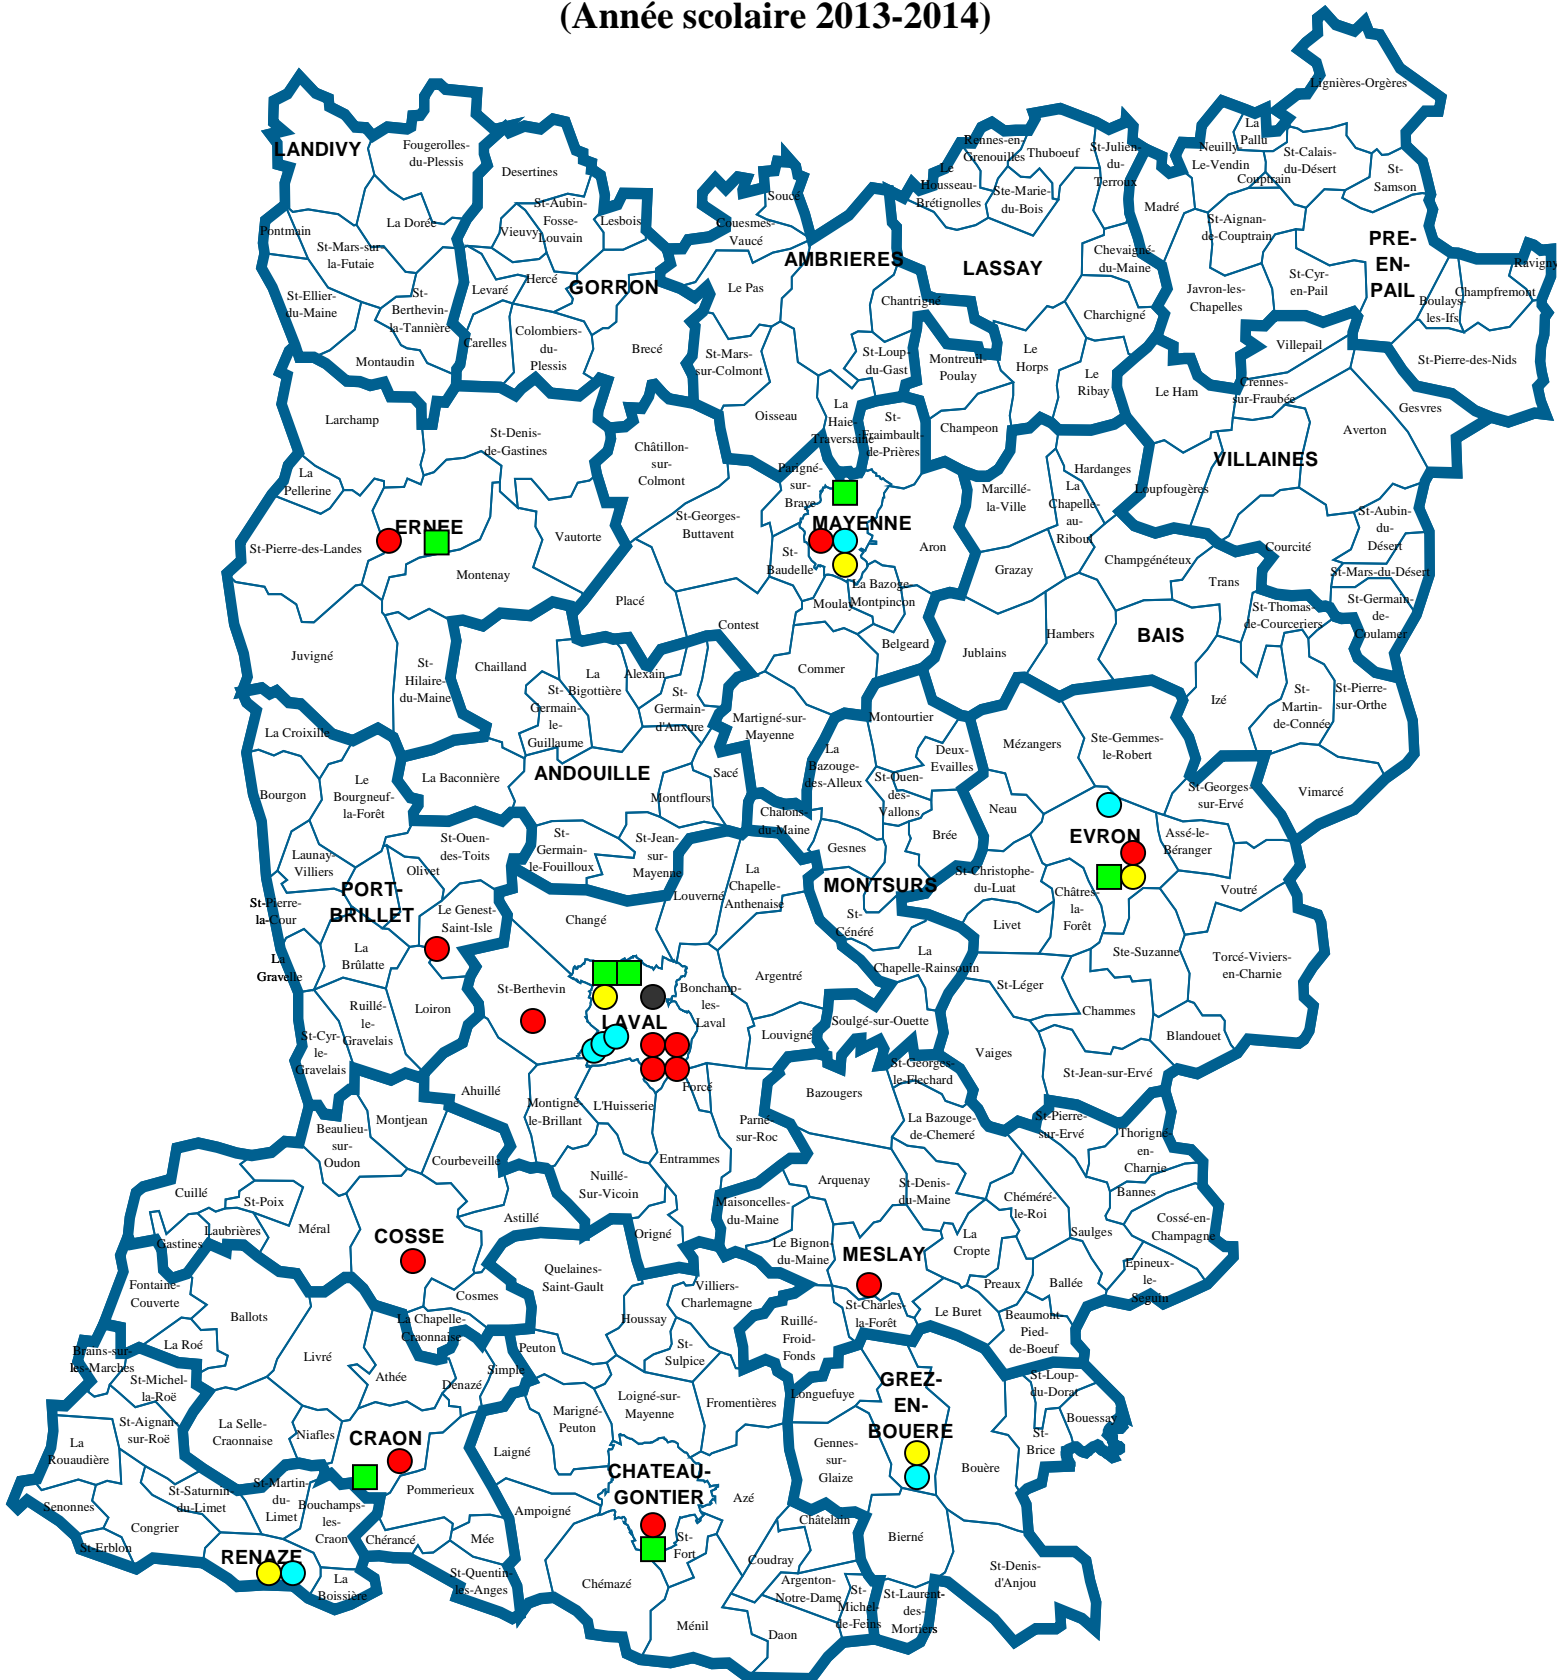 (Année scolaire 2013-2014)
Lignières-Orgères
LANDIVY
Fougerolles-
du-Plessis
Desertines
Rennes-en-
Grenouilles
Thuboeuf
St-Julien-
du-
Terroux
La
Pallu
Neuilly-
Le-Vendin
St-Calais-
du-Désert
Couptrain
St-
Samson
Le
Housseau-
Brétignolles
Ste-Marie-
du-Bois
Soucé
Couesmes-
Vaucé
Madré
St-Aignan-
de-Couptrain
La Dorée
Vieuvy
St-Aubin-
Fosse-
Louvain
Lesbois
Pontmain
St-Mars-sur-
la-Futaie
AMBRIERES
LASSAY
Chevaigné-
du-Maine
PRE-
EN-
PAIL
Ravigny
St-Ellier-
du-Maine
St-
Berthevin-
la-Tannière
Levaré
Hercé
GORRON
Le Pas
Chantrigné
Charchigné
Javron-les-
Chapelles
St-Cyr-
en-Pail
Boulay-
les-Ifs
Champfremont
Montaudin
Carelles
Colombiers-
du-
Plessis
Brecé
St-Mars-
sur-Colmont
St-Loup-
du-Gast
Montreuil-
Poulay
Le
Horps
Le
Ribay
Le Ham
Villepail
Crennes-
sur-Fraubée
St-Pierre-des-Nids
Gesvres
Averton
Larchamp
St-Denis-
de-Gastines
Châtillon-
sur-
Colmont
Oisseau
La
Haie-
Traversaine
St-
Fraimbault-
de-Prières
Champeon
VILLAINES
La
Pellerine
Parigné-
sur-
Braye
Marcillé-
la-Ville
Hardanges
La
Chapelle-
au-
Riboul
Loupfougères
St-Aubin-
du-
Désert
St-Pierre-des-Landes
ERNEE
Vautorte
St-Georges-
Buttavent
MAYENNE
St-
Baudelle
Aron
Grazay
Champgénéteux
Courcité
Trans
St-Mars-du-Désert
Montenay
Placé
Contest
Moulay
La Bazoge-
Montpincon
Belgeard
Jublains
Hambers
BAIS
St-Thomas-
de-Courceriers
St-Germain-
de-
Coulamer
Juvigné
St-
Hilaire-
du-Maine
Chailland
La
Bigottière
Alexain
St-
Germain-
le-
Guillaume
St-
Germain-
d'Anxure
Commer
Martigné-sur-
Mayenne
Montourtier
Izé
St-
Martin-
de-Connée
St-Pierre-
sur-Orthe
La Croixille
La Baconnière
ANDOUILLE
Sacé
Montflours
La
Bazouge-
des-Alleux
Deux-
Evailles
St-Ouen-
des-
Vallons
Mézangers
Ste-Gemmes-
le-Robert
St-Georges-
sur-Ervé
Vimarcé
Bourgon
Le
Bourgneuf-
la-Forêt
Châlons-
du-Maine
Neau
Brée
EVRON
Assé-le-
Béranger
Launay-
Villiers
St-Ouen-
des-Toits
Olivet
St-
Germain-
le-Fouilloux
St-Jean-
sur-
Mayenne
La
Chapelle-
Anthenaise
Gesnes
MONTSURS
St-Christophe-
du-Luat
Châtres-
la-
Forêt
Voutré
PORT-
BRILLET
St-Pierre-
la-Cour
Le Genest-
Saint-Isle
Changé
Louverné
St-
Cénéré
Livet
Ste-Suzanne
Torcé-Viviers-
en-Charnie
La
Gravelle
La
Brûlatte
St-Berthevin
Argentré
La
Chapelle-Rainsouin
St-Léger
Chammes
Blandouet
Ruillé-
le-
Gravelais
Loiron
LAVAL
Bonchamp-
les-
Laval
Louvigné
Soulgé-sur-Ouette
Vaiges
St-Jean-sur-Ervé
St-Cyr-
le-
Gravelais
Ahuillé
Montigné-
le-Brillant
L'Huisserie
Forcé
Bazougers
St-Georges-
le-Flechard
Beaulieu-
sur-
Oudon
Montjean
Parné-
sur-Roc
La Bazouge-
de-Chemeré
St-Pierre-
sur-Ervé
Thorigné-
en-
Charnie
Courbeveille
Entrammes
Nuillé-
Sur-Vicoin
Arquenay
St-Denis-
du-Maine
Chéméré-
le-Roi
Bannes
Cossé-en-
Champagne
Cuillé
St-Poix
Laubrières
Gastines
Méral
COSSE
Astillé
Origné
Maisoncelles-
du-Maine
Le Bignon-
du-Maine
MESLAY
La
Cropte
Saulges
Epineux-
le-
Seguin
Fontaine-
Couverte
Ballots
Cosmes
Quelaines-
Saint-Gault
Villiers-
Charlemagne
Houssay
St-Charles-
la-Forêt
Le Buret
Preaux
Ballée
Beaumont-
Pied-
de-Boeuf
La Chapelle-
Craonnaise
Ruillé-
Froid-
Fonds
Brains-sur-
les-Marches
La Roé
Livré
Athée
Denazé
Simple
Peuton
St-
Sulpice
St-Michel-
la-Roë
Loigné-sur-
Mayenne
Fromentières
Longuefuye
GREZ-
EN-
BOUERE
St-Loup-
du-Dorat
Bouessay
St-
Brice
La
Rouaudière
St-Aignan-
sur-Roë
La Selle-
Craonnaise
Niafles
CRAON
Marigné-
Peuton
Laigné
Gennes-
sur-
Glaize
Bouère
Senonnes
St-Saturnin-
du-Limet
St-Martin-
du-
Limet
Bouchamps-
les-
Craon
Pommerieux
Ampoigné
CHATEAU-
GONTIER
Azé
Châtelain
Bierné
St-Erblon
Congrier
RENAZE
La
Boissière
Chérancé
Mée
St-Quentin-
les-Anges
Chémazé
St-
Fort
Coudray
Argenton-
Notre-Dame
St-
Michel-
de-Feins
St-Laurent-
des-
Mortiers
St-Denis-
d'Anjou
Ménil
Daon